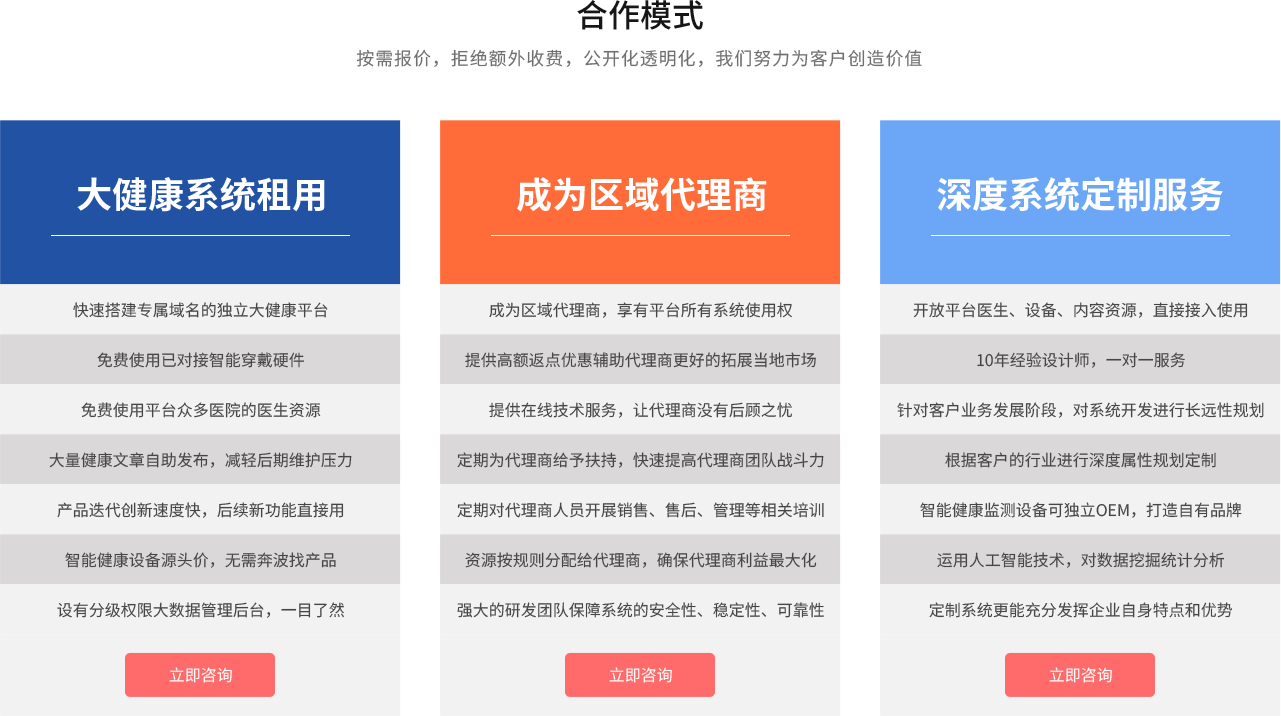 合作模式
按需报价，拒绝额外收费，公开化透明化，我们努力为客户创造价值
大健康系统租用
快速搭建专属域名的独立大健康平台
免费使用已对接智能穿戴硬件
免费使用平台众多医院的医生资源
大量健康文章自助发布，减轻后期维护压力
产品迭代创新速度快，后续新功能直接用
智能健康设备源头价，无需奔波找产品
设有分级权限大数据管理后台，一目了然
立即咨询
成为区域代理商
成为区域代理商，享有平台所有系统使用权
提供高额返点优惠辅助代理商更好的拓展当地市场
提供在线技术服务，让代理商没有后顾之忧
定期为代理商给予扶持，快速提高代理商团队战斗力
定期对代理商人员开展销售、售后、管理等相关培训
资源按规则分配给代理商，确保代理商利益最大化
强大的研发团队保障系统的安全性、稳定性、可靠性
立即咨询
深度系统定制服务
开放平台医生、设备、内容资源，直接接入使用
10年经验设计师，一对一服务
针对客户业务发展阶段，对系统开发进行长远性规划
根据客户的行业进行深度属性规划定制
智能健康监测设备可独立OEM，打造自有品牌
运用人工智能技术，对数据挖掘统计分析
定制系统更能充分发挥企业自身特点和优势
立即咨询